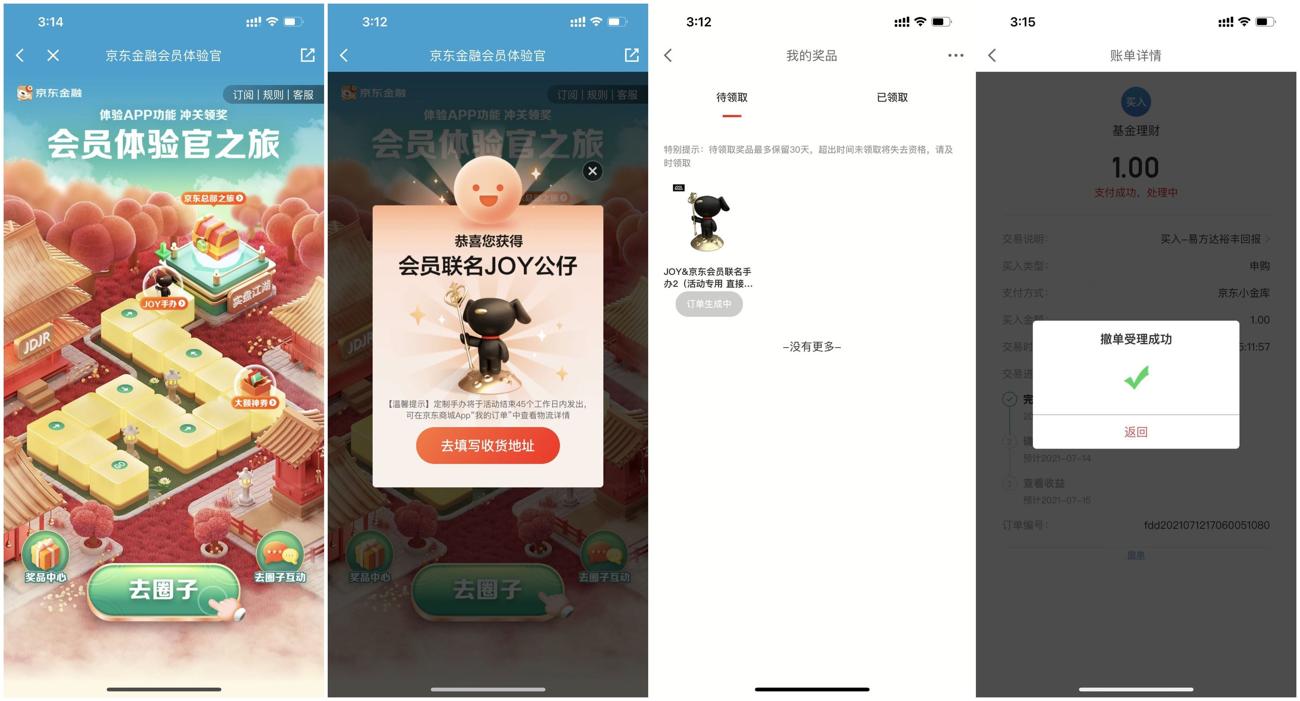 3:14
京东金融会员体验官
京东金融
订阅 | 规则 | 客服
体验APP功能 冲关领奖
会员体验官之旅
京东总部之旅
JOY手办
实盘江湖
JDJR
大额神券
奖品中心
去圈子
去圈子互动
3:12
京东金融会员体验官
京东金融
订阅 | 规则 | 客服
体验APP功能 冲关领奖
会员体验官之旅
恭喜您获得
会员联名JOY公仔
【温馨提示】定制手办将于活动结束45个工作日内发出,
可在京东商城App"我的订单"中查看物流详情
去填写收货地址
奖品中心
去圈子
去圈子互动
3:12
我的奖品
待领取
已领取
特别提示：待领取奖品最多保留30天，超出时间未领取将失去资格，请及
时领取
JOY&京东会员联名手
办2（活动专用 直接...
订单生成中
–没有更多–
3:15
账单详情
买入
基金理财
1.00
支付成功，处理中
交易说明：
买入–易方达裕丰回报
买入类型：
申购
支付方式：
京东小金库
买入金额
1.00
交易时
5:11:57
交易进
完
撤单受理成功
返回
预计2021-07-14
查看收益
预计2021-07-15
订单编号：
fdd2021071217060051080
撤单